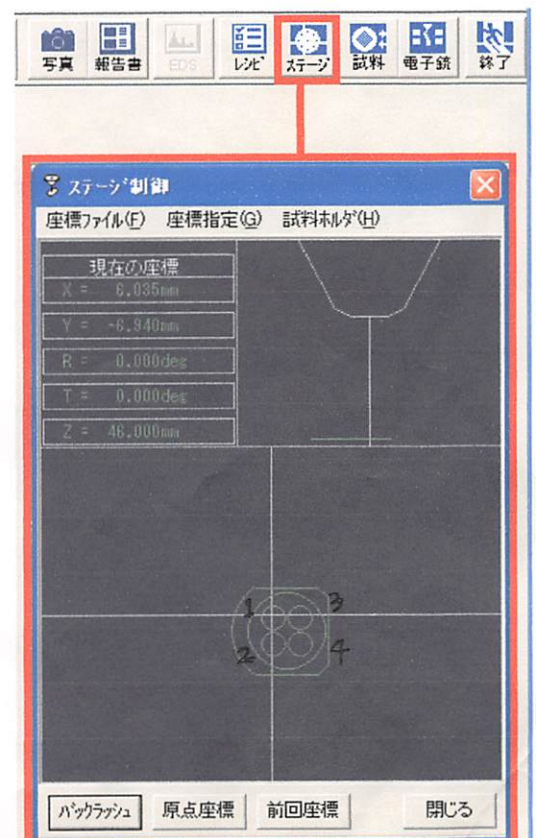 写真 報告書 EDS レシピ ステージ 試料 電子銃 終了
ステージ制御
座標ファイル(F) 座標指定(G) 試料ホルダ(H)
現在の座標
X = 6.035mm
Y = -6.940mm
R = 0.000deg
T = 0.000deg
Z = 46.000mm
1 3
2 4
バックラッシュ 原点座標 前回座標 閉じる